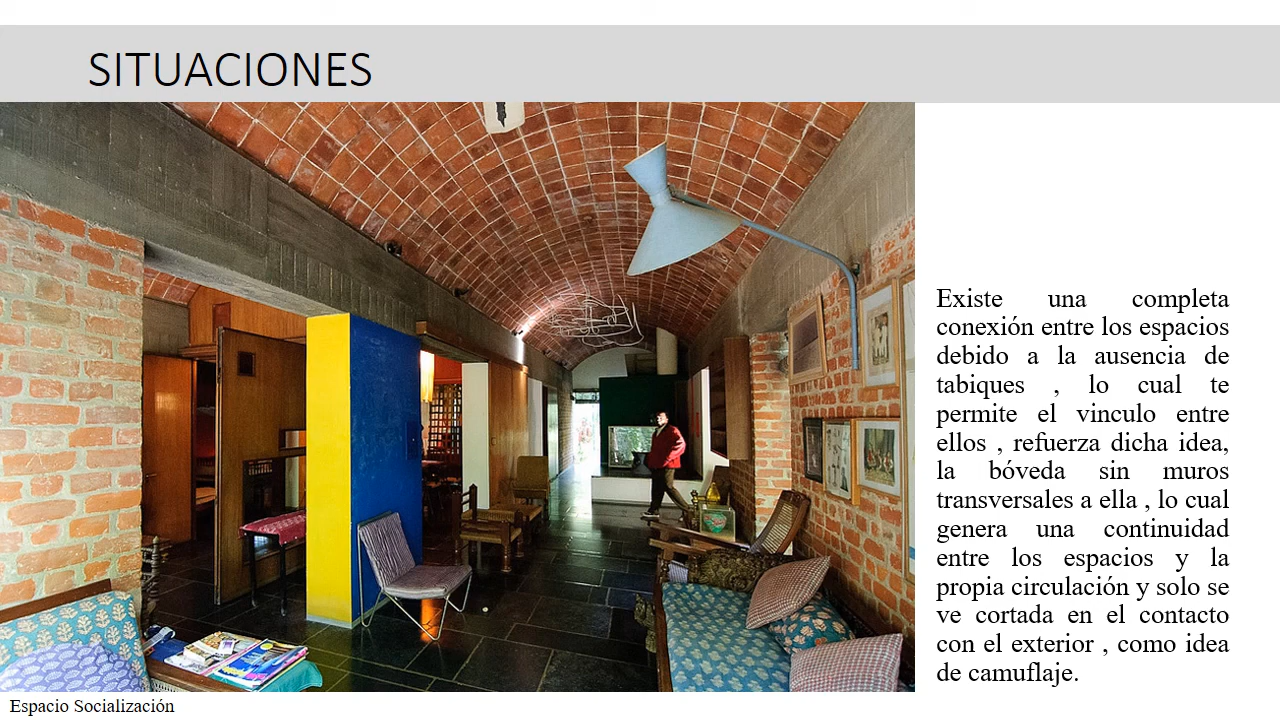 SITUACIONES
Existe una completa
conexión entre los espacios
debido a la ausencia de
tabiques , lo cual te
permite el vinculo entre
ellos , refuerza dicha idea,
la bóveda sin muros
transversales a ella , lo cual
genera una continuidad
entre los espacios y la
propia circulación y solo se
ve cortada en el contacto
con el exterior , como idea
de camuflaje.
Espacio Socialización